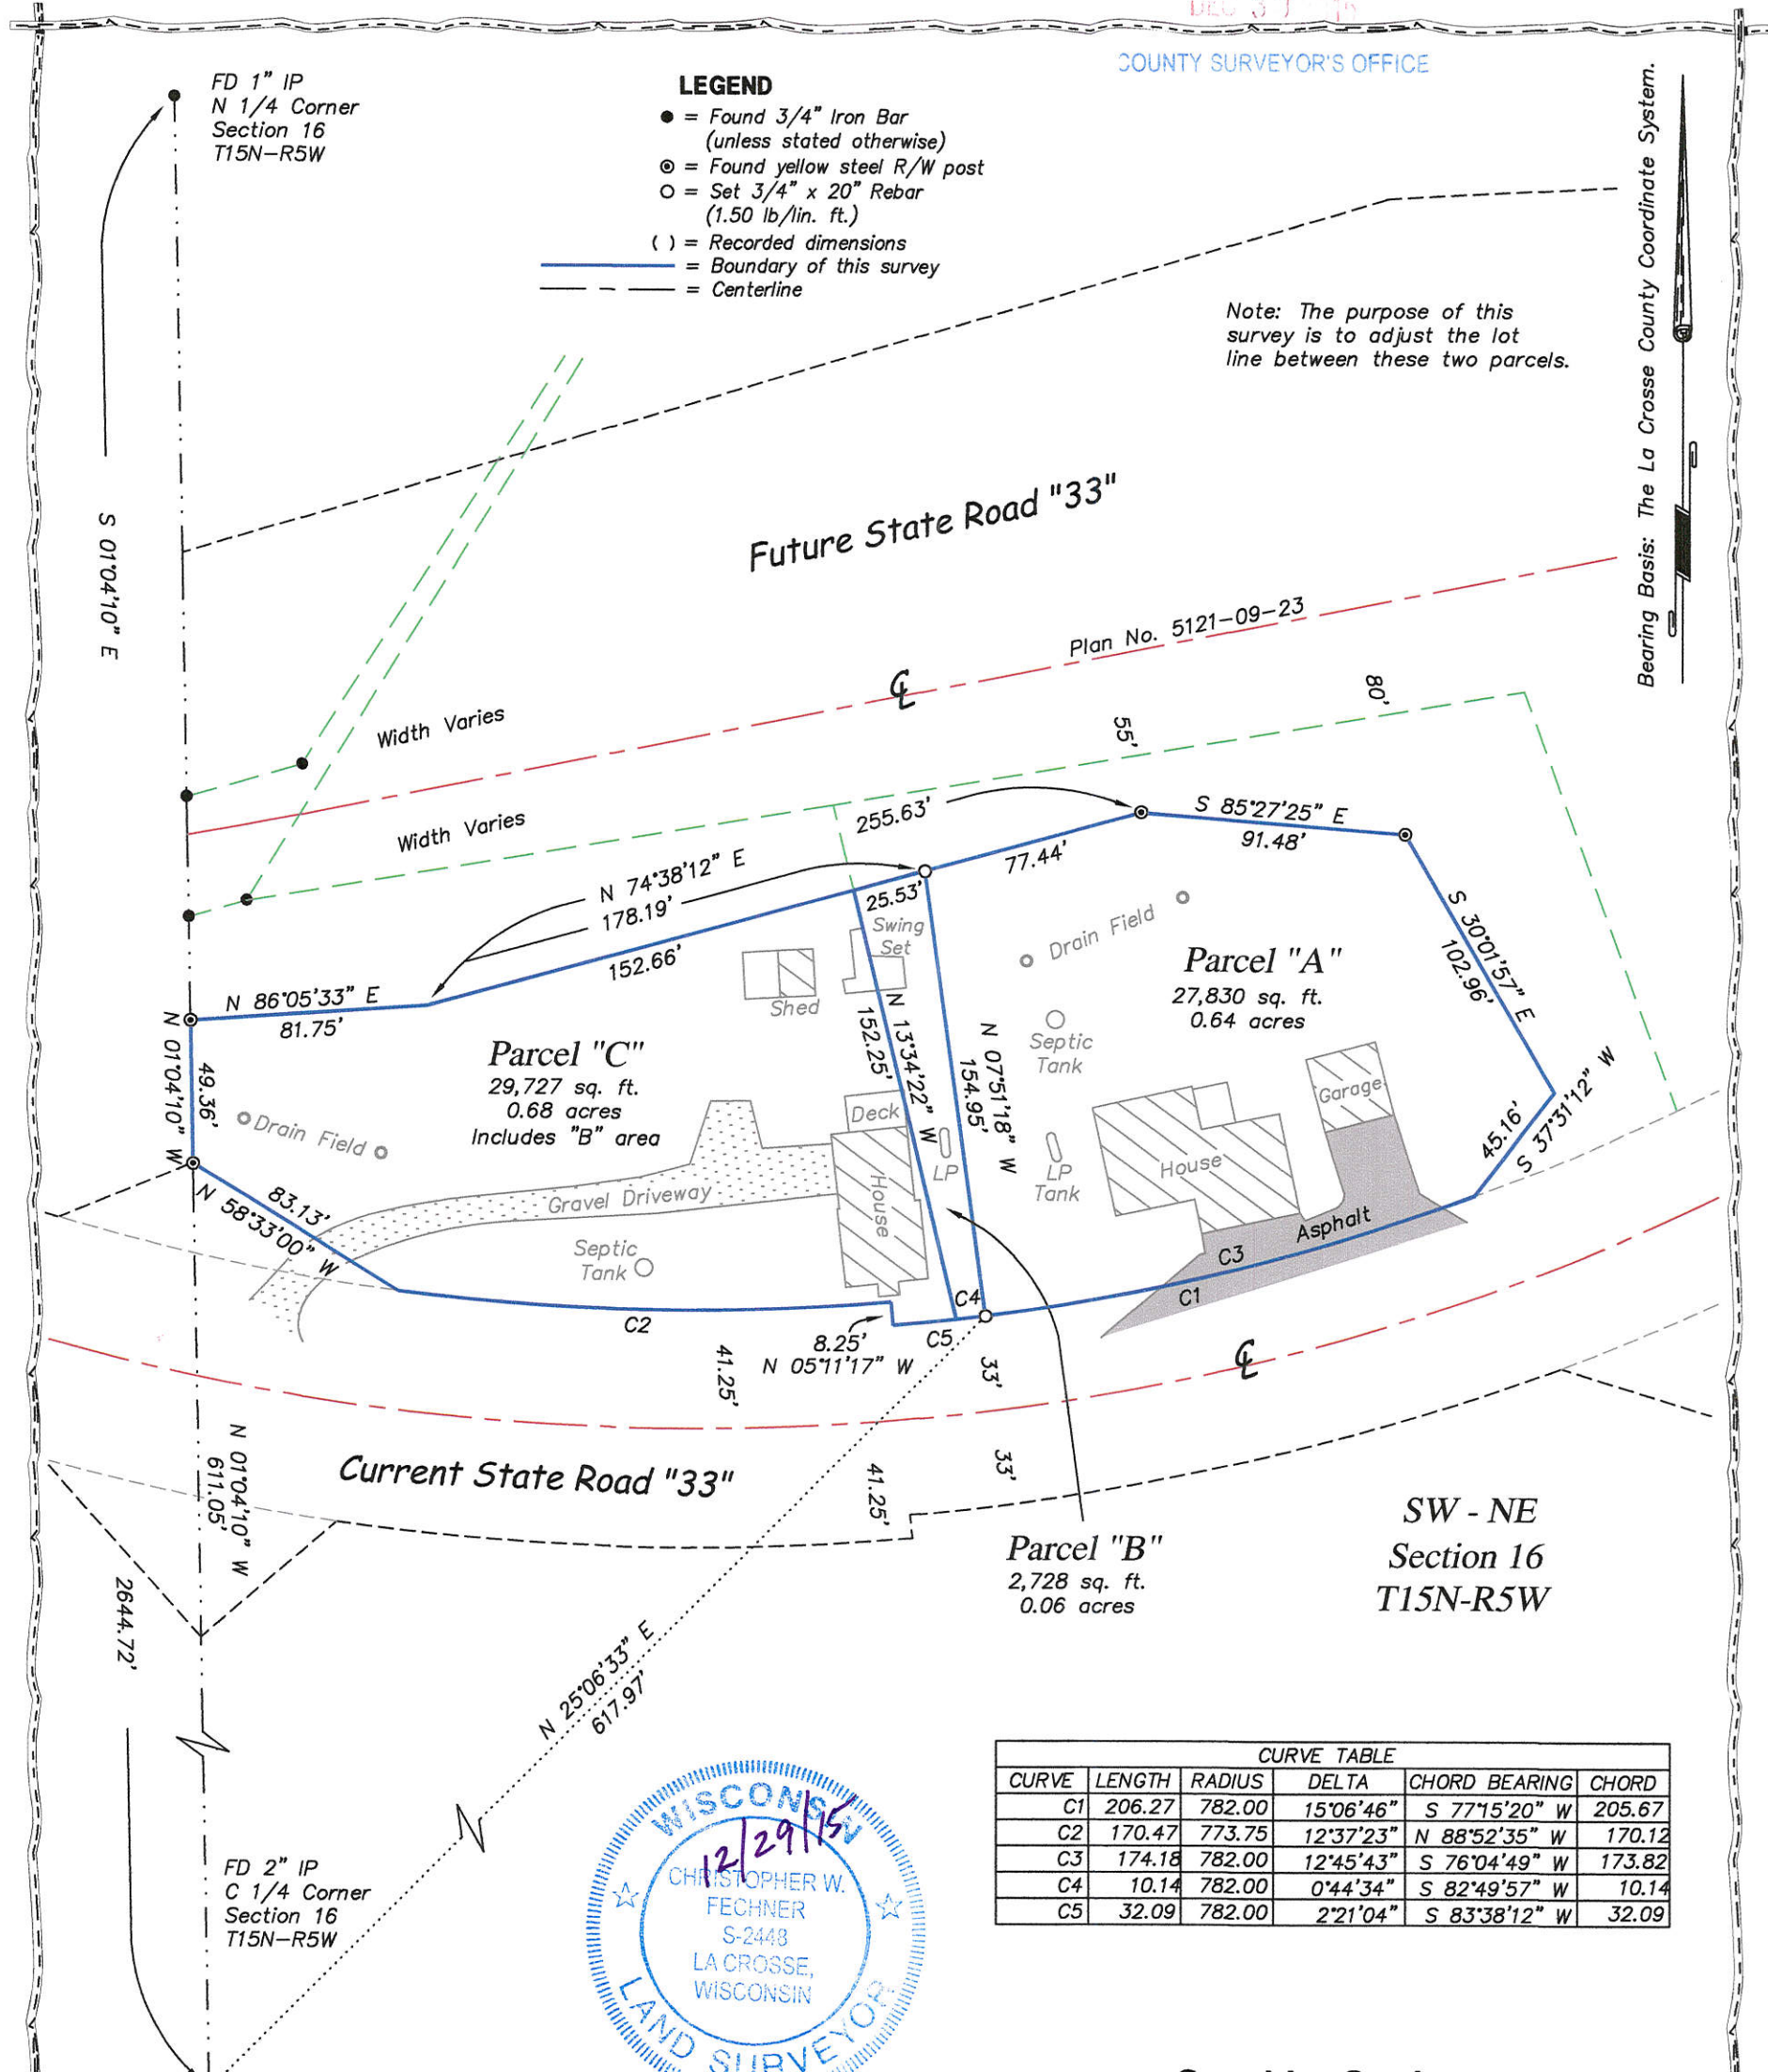 COUNTY SURVEYOR'S OFFICE
FD 1" IP
N 1/4 Corner
Section 16
T15N-R5W
LEGEND
● = Found 3/4" Iron Bar
(unless stated otherwise)
◉ = Found yellow steel R/W post
○ = Set 3/4" x 20" Rebar
(1.50 lb/lin. ft.)
( ) = Recorded dimensions
= Boundary of this survey
= Centerline
Note: The purpose of this
survey is to adjust the lot
line between these two parcels.
Bearing Basis: The La Crosse County Coordinate System.
S 01°04'10" E
Future State Road "33"
Plan No. 5121-09-23
Width Varies
Width Varies
55'
80'
255.63'
N 74°38'12" E
178.19'
152.66'
25.53'
77.44'
S 85°27'25" E
91.48'
S 30°01'57" E
102.96'
45.16'
S 37°31'12" W
N 86°05'33" E
81.75'
N 01°04'10" W
49.36'
N 58°33'00" W
83.13'
Swing
Set
Shed
Drain Field
Parcel "A"
27,830 sq. ft.
0.64 acres
Septic
Tank
Parcel "C"
29,727 sq. ft.
0.68 acres
Includes "B" area
N 13°34'22" W
152.25'
N 07°51'18" W
154.95'
Drain Field
Deck
House
LP
LP
Tank
House
Garage
Asphalt
Gravel Driveway
Septic
Tank
C3
C1
C4
C5
C2
8.25'
N 05°11'17" W
41.25'
33'
33'
41.25'
Current State Road "33"
N 01°04'10" W
611.05'
2644.72'
Parcel "B"
2,728 sq. ft.
0.06 acres
SW - NE
Section 16
T15N-R5W
N 25°06'33" E
617.97'
FD 2" IP
C 1/4 Corner
Section 16
T15N-R5W
WISCONSIN
12/29/15
CHRISTOPHER W.
FECHNER
S-2448
LA CROSSE,
WISCONSIN
LAND SURVEYOR
CURVE TABLE
CURVE LENGTH RADIUS DELTA CHORD BEARING CHORD
C1 206.27 782.00 15°06'46" S 77°15'20" W 205.67
C2 170.47 773.75 12°37'23" N 88°52'35" W 170.12
C3 174.18 782.00 12°45'43" S 76°04'49" W 173.82
C4 10.14 782.00 0°44'34" S 82°49'57" W 10.14
C5 32.09 782.00 2°21'04" S 83°38'12" W 32.09